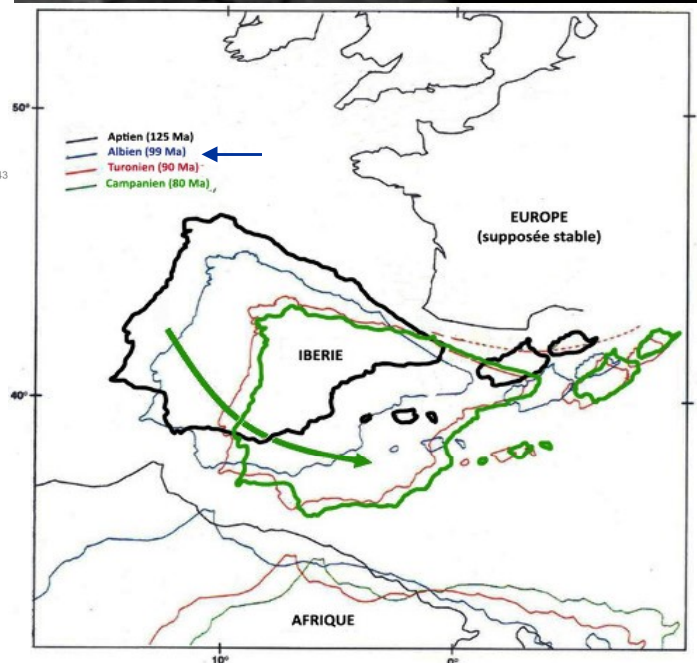 50°
Aptien (125 Ma)
Albien (99 Ma)
Turonien (90 Ma)
Campanien (80 Ma)
43
EUROPE
(supposée stable)
IBERIE
40°
AFRIQUE
10°
0°